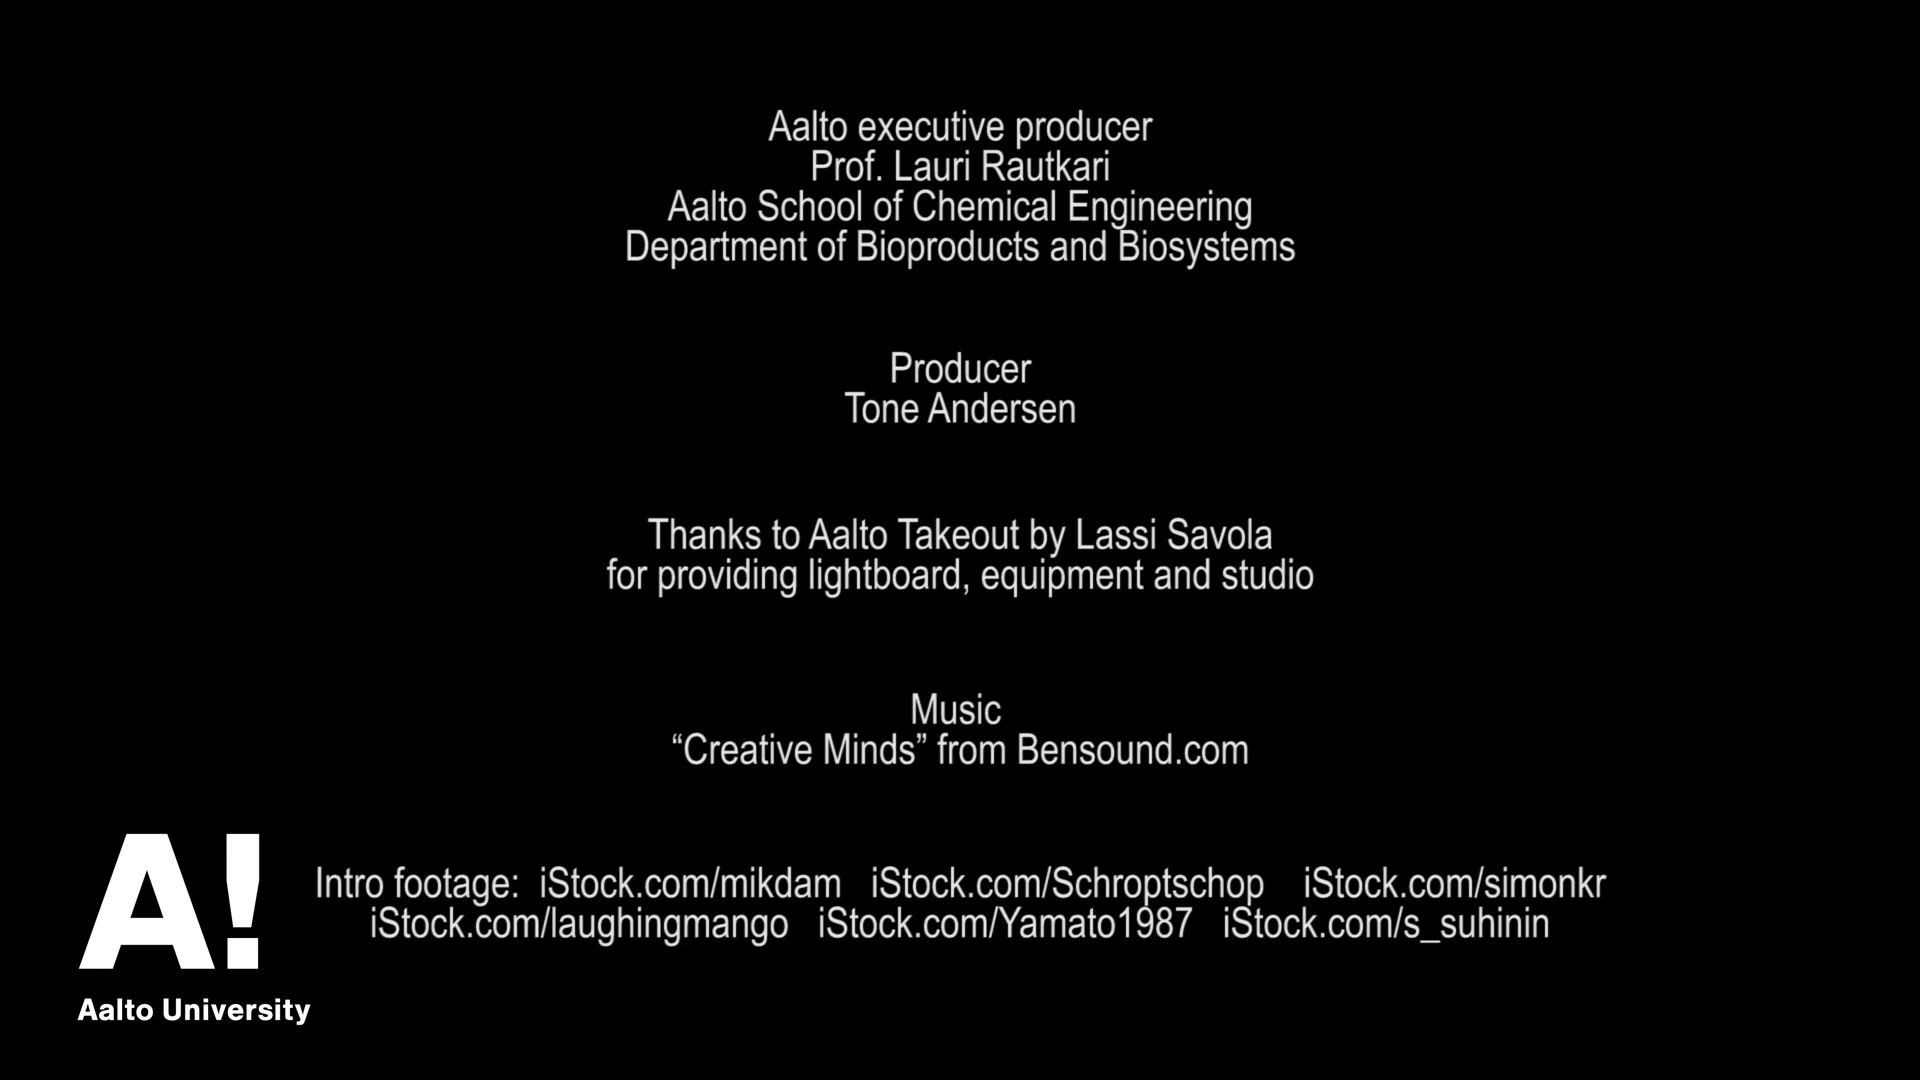 Aalto executive producer
Prof. Lauri Rautkari
Aalto School of Chemical Engineering
Department of Bioproducts and Biosystems
Producer
Tone Andersen
Thanks to Aalto Takeout by Lassi Savola
for providing lightboard, equipment and studio
Music
“Creative Minds” from Bensound.com
Intro footage: iStock.com/mikdam iStock.com/Schroptschop iStock.com/simonkr
iStock.com/laughingmango iStock.com/Yamato1987 iStock.com/s_suhinin
A!
Aalto University